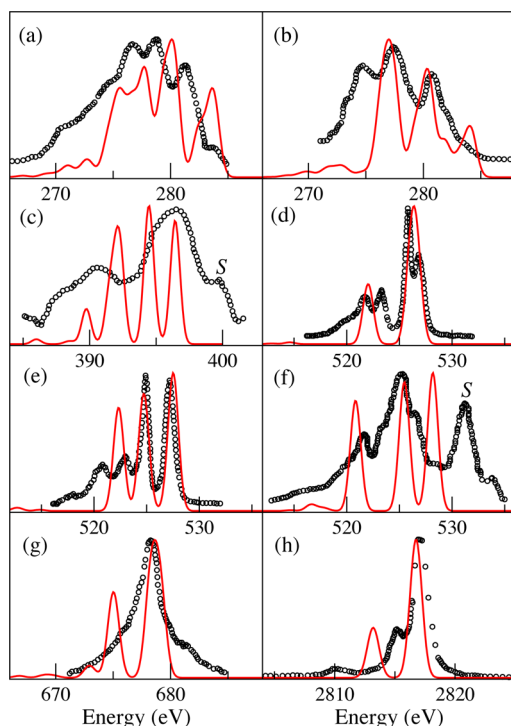 (a) (b)
270 280 270 280
(c) (d)
S
390 400 520 530
(e) (f)
S
520 530 520 530
(g) (h)
670 680 2810 2820
Energy (eV) Energy (eV)